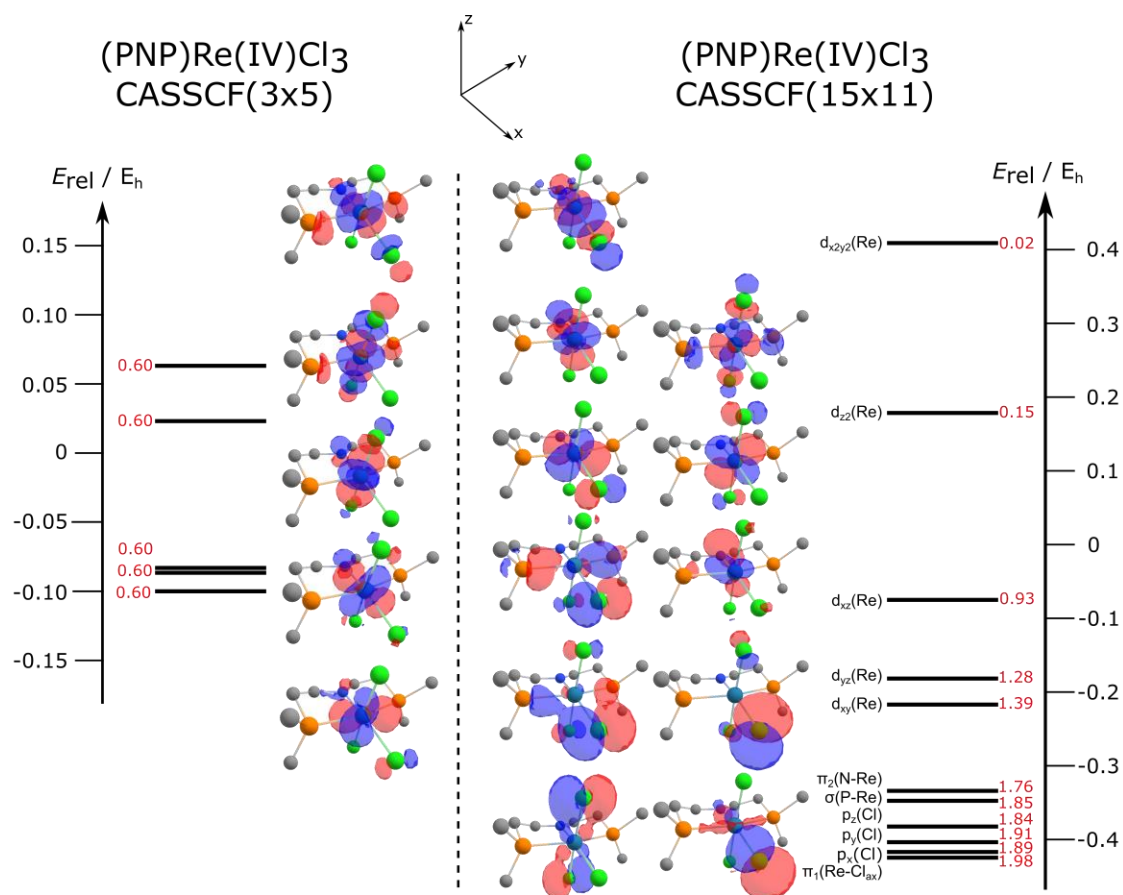 (PNP)Re(IV)Cl3
CASSCF(3x5)
z
y
x
(PNP)Re(IV)Cl3
CASSCF(15x11)
Erel / Eh
0.15
0.10
0.05
0
-0.05
-0.10
-0.15
0.60
0.60
0.60
0.60
0.60
Erel / Eh
dx2y2(Re)
0.02
dz2(Re)
0.15
dxz(Re)
0.93
dyz(Re)
1.28
dxy(Re)
1.39
π2(N-Re)
1.76
σ(P-Re)
1.85
pz(Cl)
1.84
py(Cl)
1.91
px(Cl)
1.89
π1(Re-Clax)
1.98
0.4
0.3
0.2
0.1
0
-0.1
-0.2
-0.3
-0.4